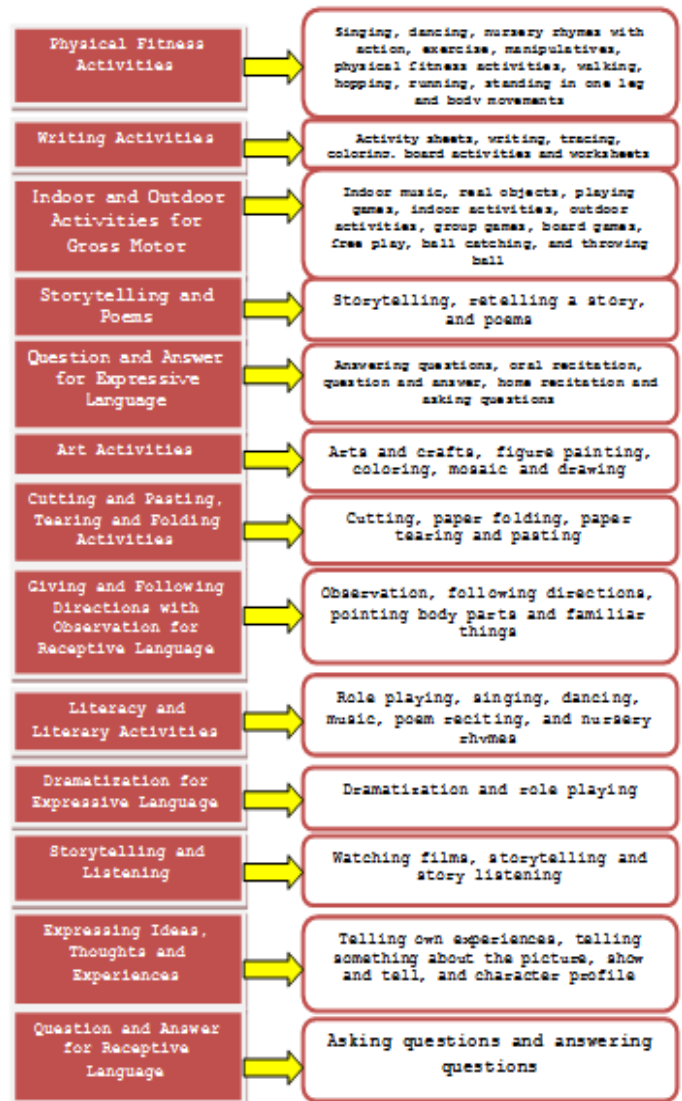 Physical Fitness
Activities
Singing, dancing, nursery rhymes with
action, exercise, manipulatives,
physical fitness activities, walking,
hopping, running, standing in one leg
and body movements
Writing Activities
Activity sheets, writing, tracing,
coloring. board activities and worksheets
Indoor and Outdoor
Activities for
Gross Motor
Indoor music, real objects, playing
games, indoor activities, outdoor
activities, group games, board games,
free play, ball catching, and throwing
ball
Storytelling and
Poems
Storytelling, retelling a story,
and poems
Question and Answer
for Expressive
Language
Answering questions, oral recitation,
question and answer, home recitation and
asking questions
Art Activities
Arts and crafts, figure painting,
coloring, mosaic and drawing
Cutting and Pasting,
Tearing and Folding
Activities
Cutting, paper folding, paper
tearing and pasting
Giving and Following
Directions with
Observation for
Receptive Language
Observation, following directions,
pointing body parts and familiar
things
Literacy and
Literary Activities
Role playing, singing, dancing,
music, poem reciting, and nursery
rhymes
Dramatization for
Expressive Language
Dramatization and role playing
Storytelling and
Listening
Watching films, storytelling and
story listening
Expressing Ideas,
Thoughts and
Experiences
Telling own experiences, telling
something about the picture, show
and tell, and character profile
Question and Answer
for Receptive
Language
Asking questions and answering
questions